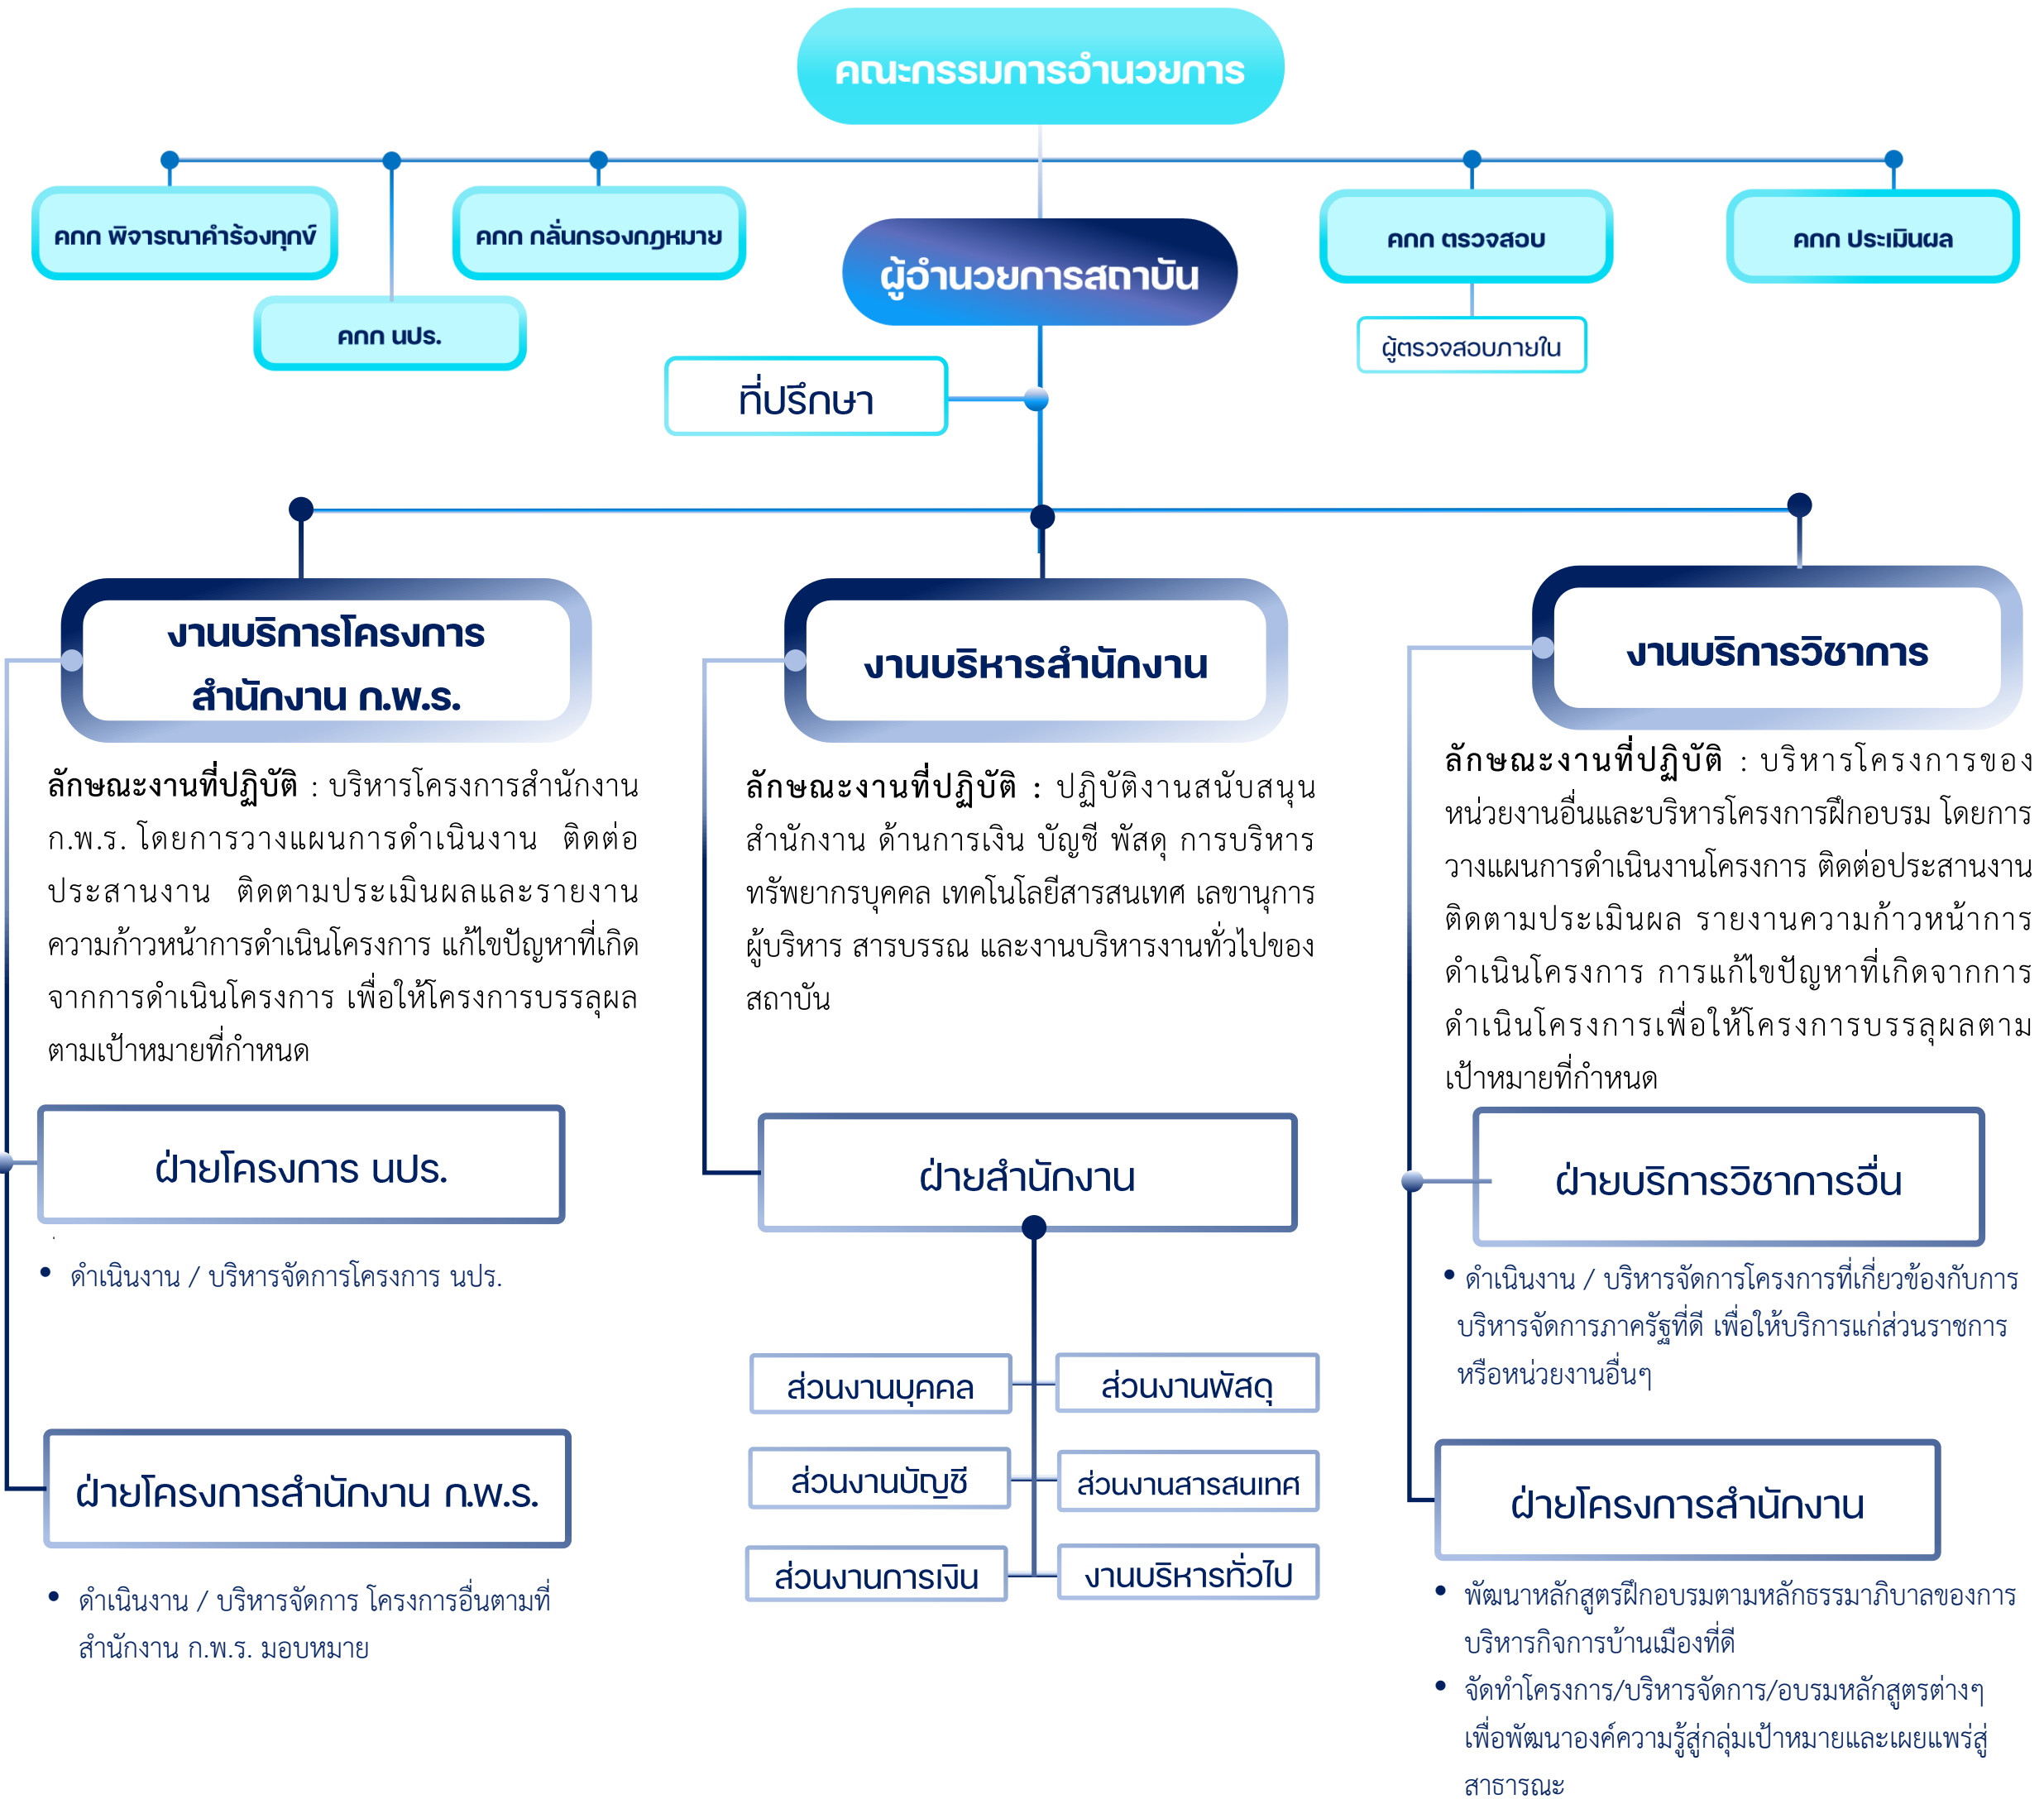 คณะกรรมการอำนวยการ
คกก พิจารณาคำร้องทุกข์
คกก กลั่นกรองกฎหมาย
คกก ตรวจสอบ
คกก ประเมินผล
ผู้อำนวยการสถาบัน
คกก นปร.
ผู้ตรวจสอบภายใน
ที่ปรึกษา
งานบริการโครงการ
สำนักงาน ก.พ.ร.
ลักษณะงานที่ปฏิบัติ : บริหารโครงการสำนักงาน
ก.พ.ร. โดยการวางแผนการดำเนินงาน ติดต่อ
ประสานงาน ติดตามประเมินผลและรายงาน
ความก้าวหน้าการดำเนินโครงการ แก้ไขปัญหาที่เกิด
จากการดำเนินโครงการ เพื่อให้โครงการบรรลุผล
ตามเป้าหมายที่กำหนด
ฝ่ายโครงการ นปร.
• ดำเนินงาน / บริหารจัดการโครงการ นปร.
ฝ่ายโครงการสำนักงาน ก.พ.ร.
• ดำเนินงาน / บริหารจัดการ โครงการอื่นตามที่
สำนักงาน ก.พ.ร. มอบหมาย
งานบริหารสำนักงาน
ลักษณะงานที่ปฏิบัติ : ปฏิบัติงานสนับสนุน
สำนักงาน ด้านการเงิน บัญชี พัสดุ การบริหาร
ทรัพยากรบุคคล เทคโนโลยีสารสนเทศ เลขานุการ
ผู้บริหาร สารบรรณ และงานบริหารงานทั่วไปของ
สถาบัน
ฝ่ายสำนักงาน
ส่วนงานบุคคล
ส่วนงานพัสดุ
ส่วนงานบัญชี
ส่วนงานสารสนเทศ
ส่วนงานการเงิน
งานบริหารทั่วไป
งานบริการวิชาการ
ลักษณะงานที่ปฏิบัติ : บริหารโครงการของ
หน่วยงานอื่นและบริหารโครงการฝึกอบรม โดยการ
วางแผนการดำเนินงานโครงการ ติดต่อประสานงาน
ติดตามประเมินผล รายงานความก้าวหน้าการ
ดำเนินโครงการ การแก้ไขปัญหาที่เกิดจากการ
ดำเนินโครงการเพื่อให้โครงการบรรลุผลตาม
เป้าหมายที่กำหนด
ฝ่ายบริการวิชาการอื่น
• ดำเนินงาน / บริหารจัดการโครงการที่เกี่ยวข้องกับการ
บริหารจัดการภาครัฐที่ดี เพื่อให้บริการแก่ส่วนราชการ
หรือหน่วยงานอื่นๆ
ฝ่ายโครงการสำนักงาน
• พัฒนาหลักสูตรฝึกอบรมตามหลักธรรมาภิบาลของการ
บริหารกิจการบ้านเมืองที่ดี
• จัดทำโครงการ/บริหารจัดการ/อบรมหลักสูตรต่างๆ
เพื่อพัฒนาองค์ความรู้สู่กลุ่มเป้าหมายและเผยแพร่สู่
สาธารณะ